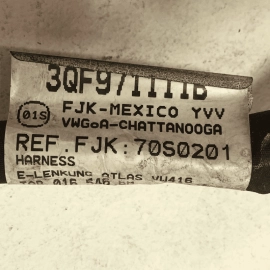 3QF971111B
01S
FJK-MEXICO YVV
VWGoA-CHATTANOOGA
REF.FJK:70S0201
HARNESS
E-LENKUNG ATLAS VW416